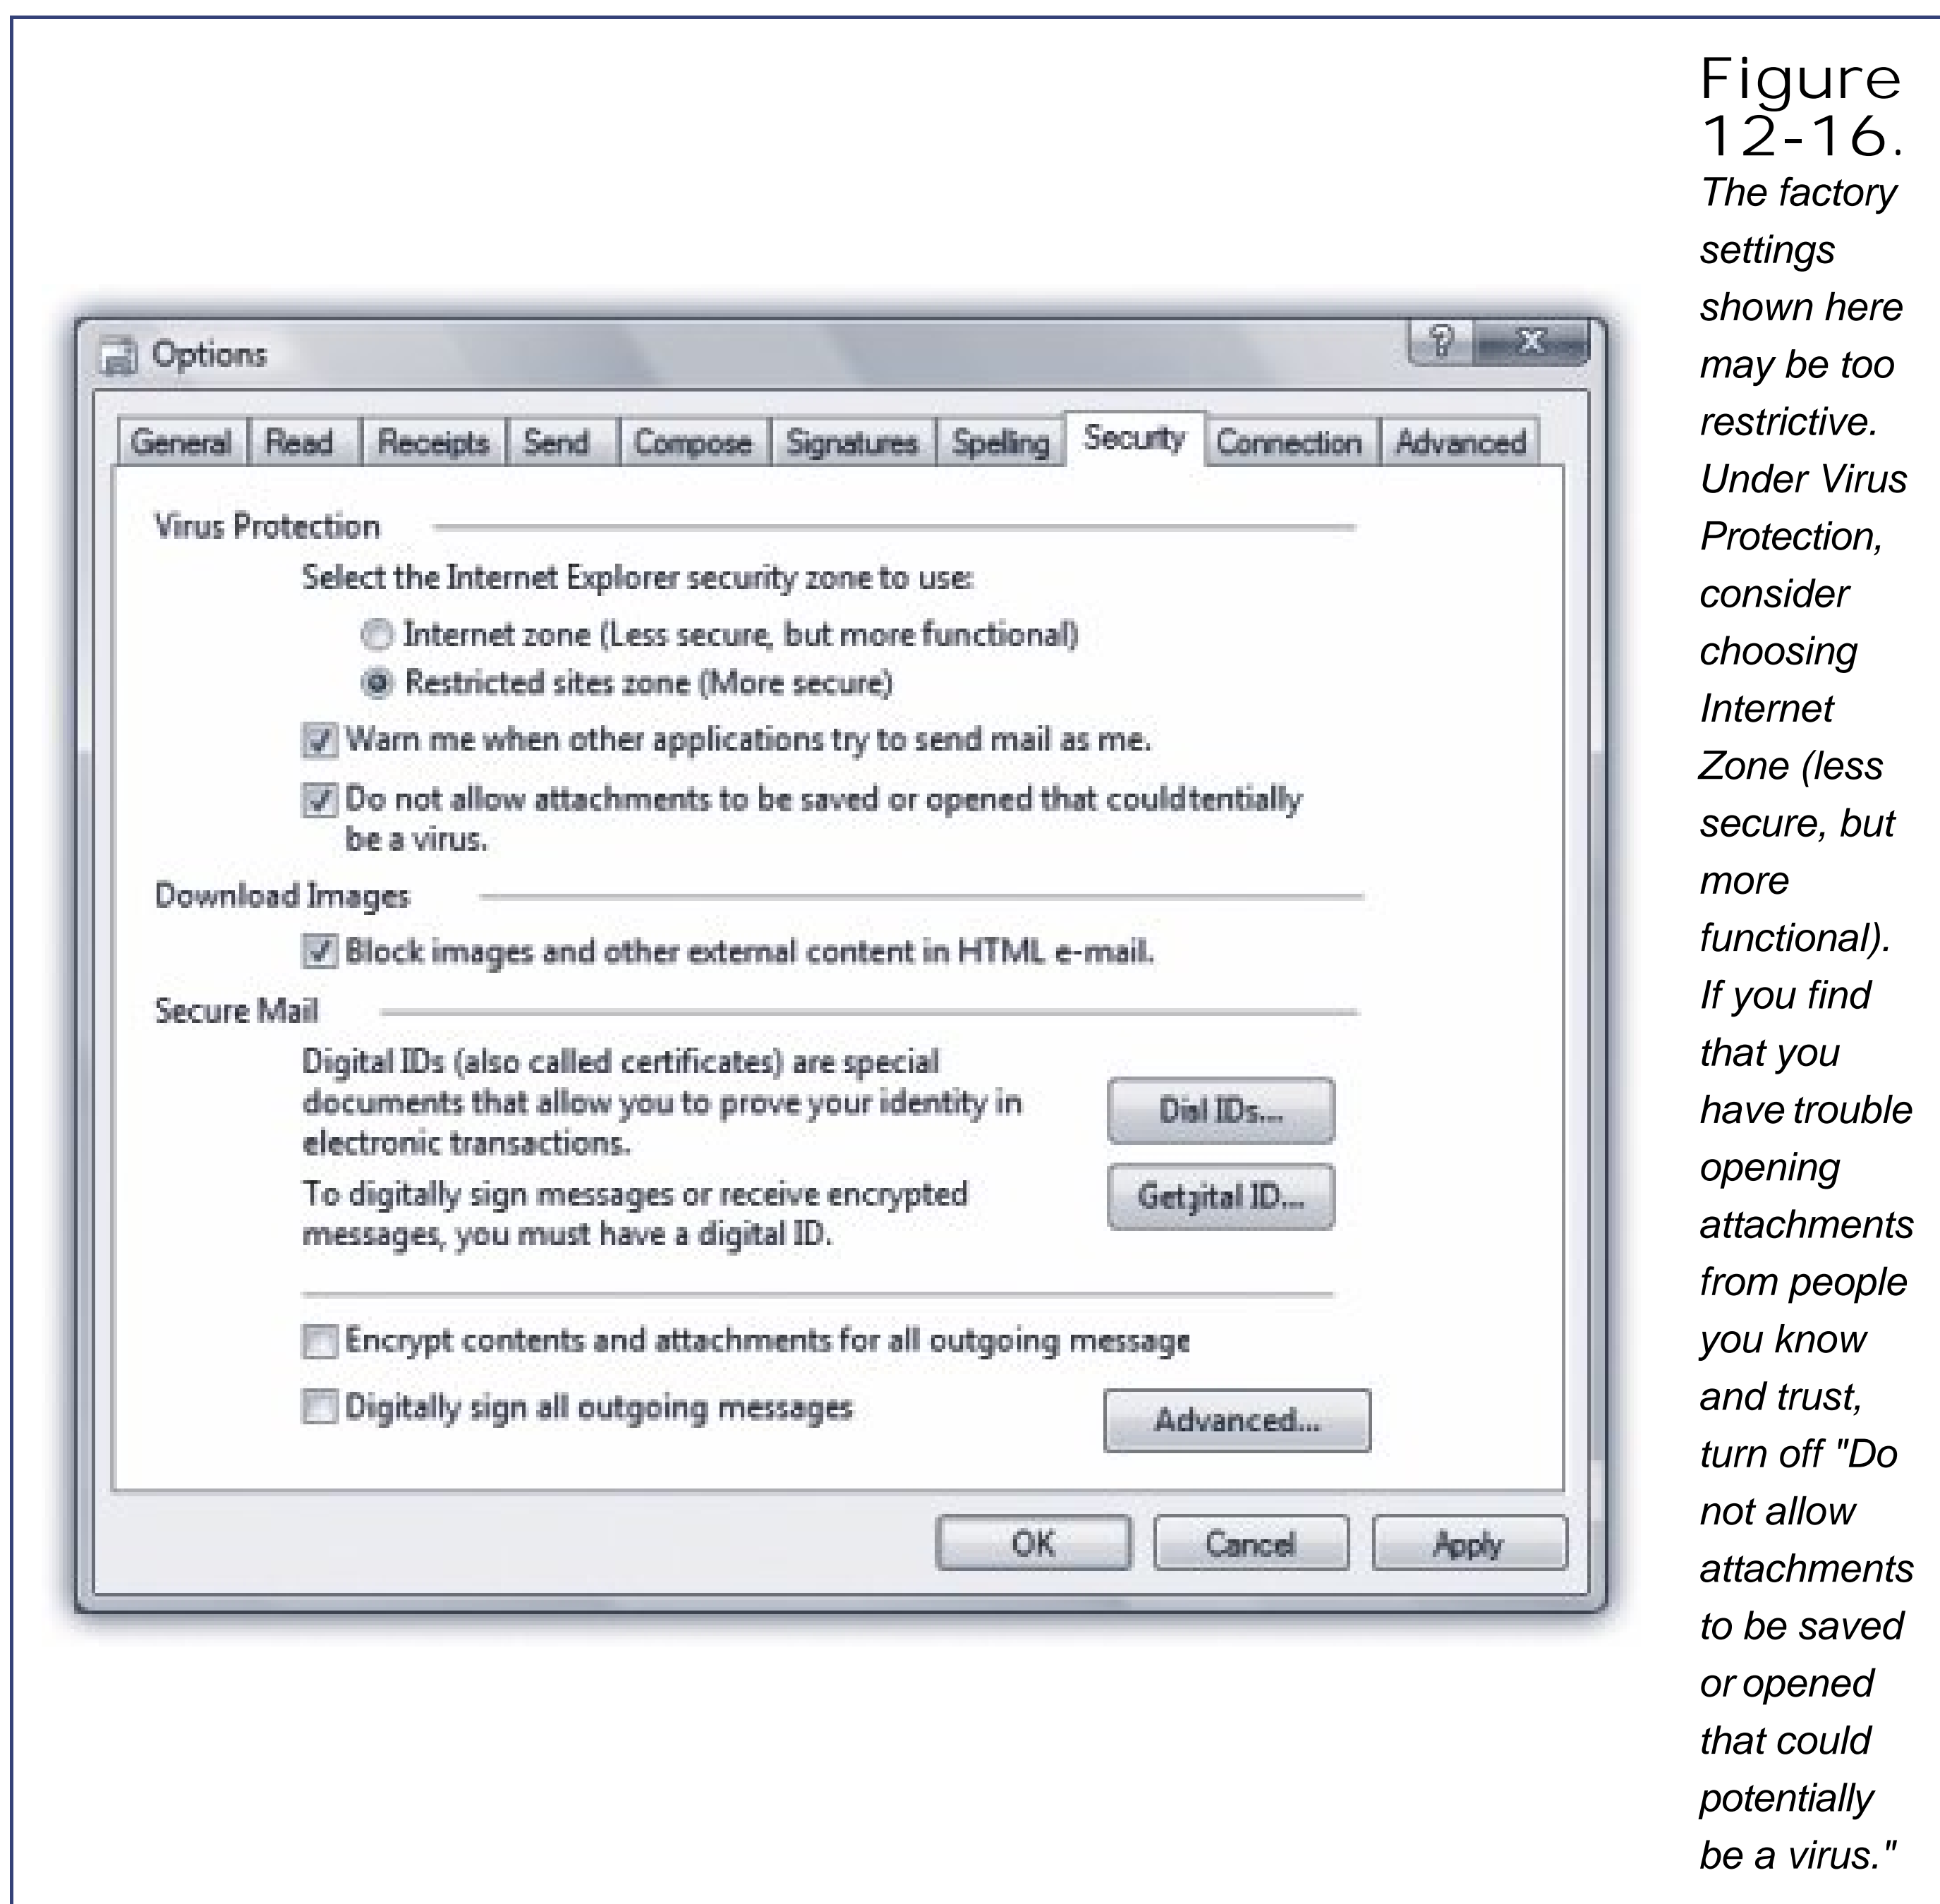 Figure
12-16.
The factory
settings
shown here
may be too
restrictive.
Under Virus
Protection,
consider
choosing
Internet
Zone (less
secure, but
more
functional).
If you find
that you
have trouble
opening
attachments
from people
you know
and trust,
turn off "Do
not allow
attachments
to be saved
or opened
that could
potentially
be a virus."
Options
General Read Receipts Send Compose Signatures Spelling Security Connection Advanced
Virus Protection
Select the Internet Explorer security zone to use:
Internet zone (Less secure, but more functional)
Restricted sites zone (More secure)
Warn me when other applications try to send mail as me.
Do not allow attachments to be saved or opened that couldtentially
be a virus.
Download Images
Block images and other external content in HTML e-mail.
Secure Mail
Digital IDs (also called certificates) are special
documents that allow you to prove your identity in
electronic transactions.
Disl IDs...
To digitally sign messages or receive encrypted
messages, you must have a digital ID.
Getgital ID...
Encrypt contents and attachments for all outgoing message
Digitally sign all outgoing messages
Advanced...
OK Cancel Apply